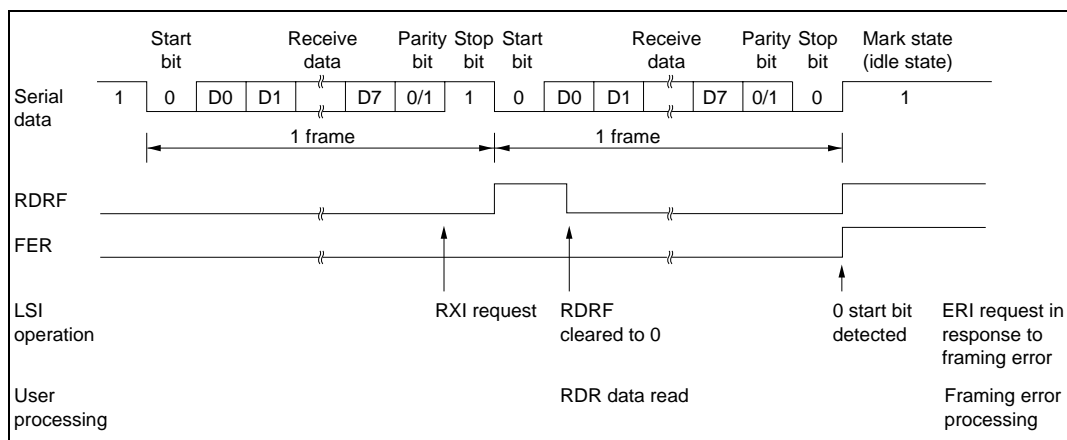 Start bit
Receive data
Parity bit
Stop bit
Start bit
Receive data
Parity bit
Stop bit
Mark state (idle state)
Serial data
1 0 D0 D1 D7 0/1 1 0 D0 D1 D7 0/1 0 1
1 frame 1 frame
RDRF
FER
LSI operation
RXI request
RDRF cleared to 0
0 start bit detected
ERI request in response to framing error
User processing
RDR data read
Framing error processing